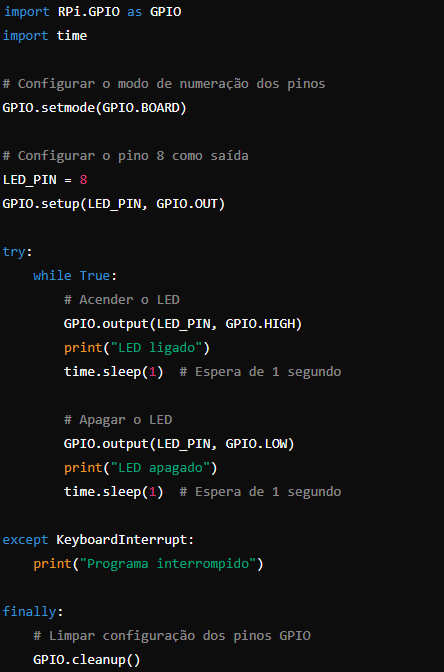 import RPi.GPIO as GPIO
import time

# Configurar o modo de numeração dos pinos
GPIO.setmode(GPIO.BOARD)

# Configurar o pino 8 como saída
LED_PIN = 8
GPIO.setup(LED_PIN, GPIO.OUT)

try:
    while True:
        # Acender o LED
        GPIO.output(LED_PIN, GPIO.HIGH)
        print("LED ligado")
        time.sleep(1)  # Espera de 1 segundo

        # Apagar o LED
        GPIO.output(LED_PIN, GPIO.LOW)
        print("LED apagado")
        time.sleep(1)  # Espera de 1 segundo

except KeyboardInterrupt:
    print("Programa interrompido")

finally:
    # Limpar configuração dos pinos GPIO
    GPIO.cleanup()